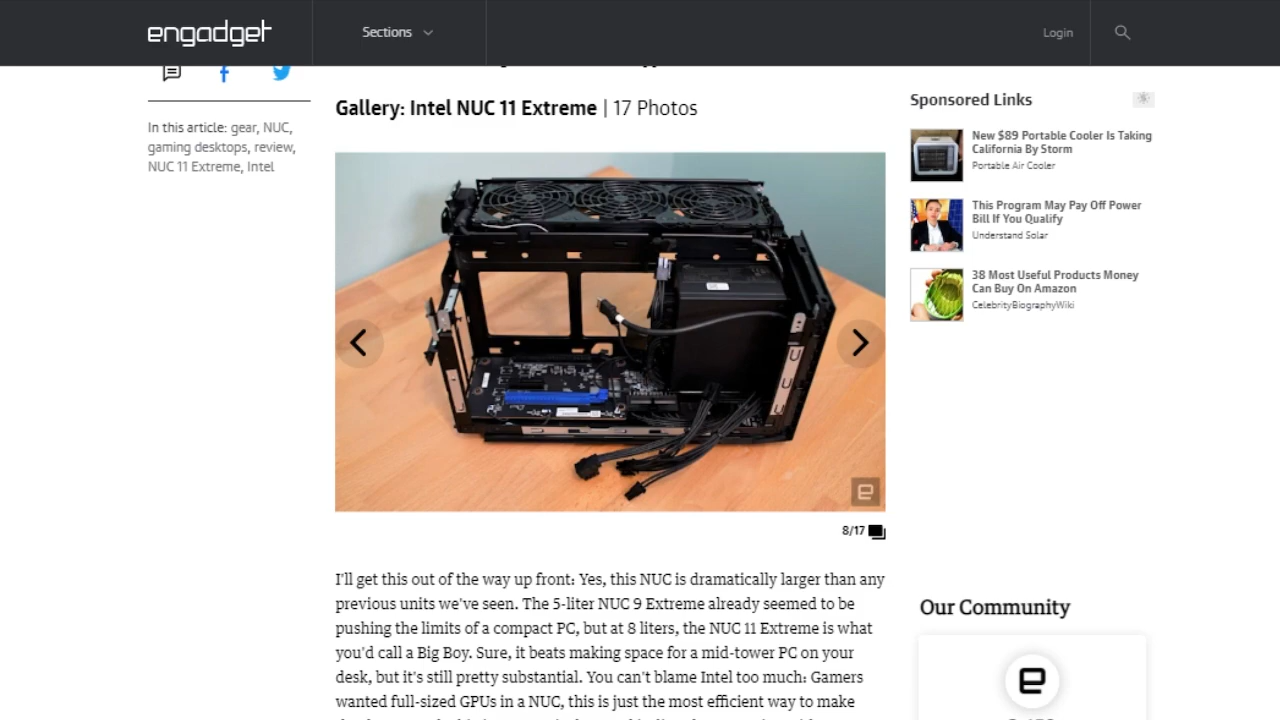 engadget
Sections
Login
In this article: gear, NUC,
gaming desktops, review,
NUC 11 Extreme, Intel
Gallery: Intel NUC 11 Extreme | 17 Photos
8/17
I'll get this out of the way up front: Yes, this NUC is dramatically larger than any
previous units we've seen. The 5-liter NUC 9 Extreme already seemed to be
pushing the limits of a compact PC, but at 8 liters, the NUC 11 Extreme is what
you'd call a Big Boy. Sure, it beats making space for a mid-tower PC on your
desk, but it's still pretty substantial. You can't blame Intel too much: Gamers
wanted full-sized GPUs in a NUC, this is just the most efficient way to make
Sponsored Links
New $89 Portable Cooler Is Taking
California By Storm
Portable Air Cooler
This Program May Pay Off Power
Bill If You Qualify
Understand Solar
38 Most Useful Products Money
Can Buy On Amazon
CelebrityBiographyWiki
Our Community